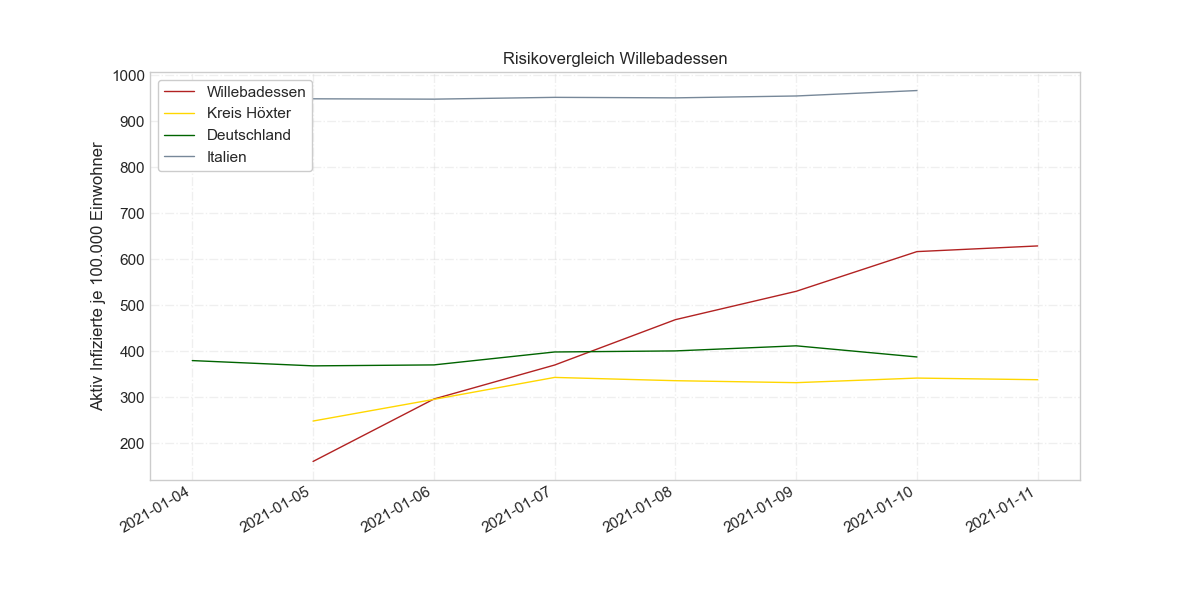 Risikovergleich Willebadessen
Aktiv Infizierte je 100.000 Einwohner
1000
900
800
700
600
500
400
300
200
Willebadessen
Kreis Höxter
Deutschland
Italien
2021-01-04
2021-01-05
2021-01-06
2021-01-07
2021-01-08
2021-01-09
2021-01-10
2021-01-11